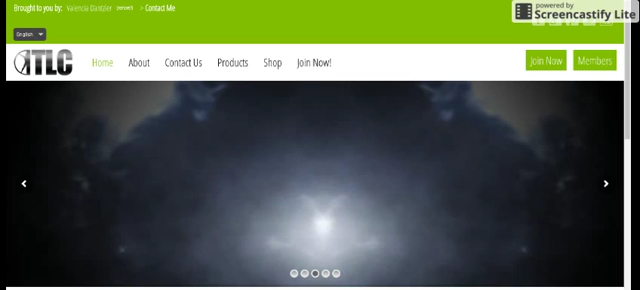 Brought to you by: Valencia Dantzler > Contact Me
powered by
Screencastify Lite
English
TLC Home About Contact Us Products Shop Join Now! Join Now Members